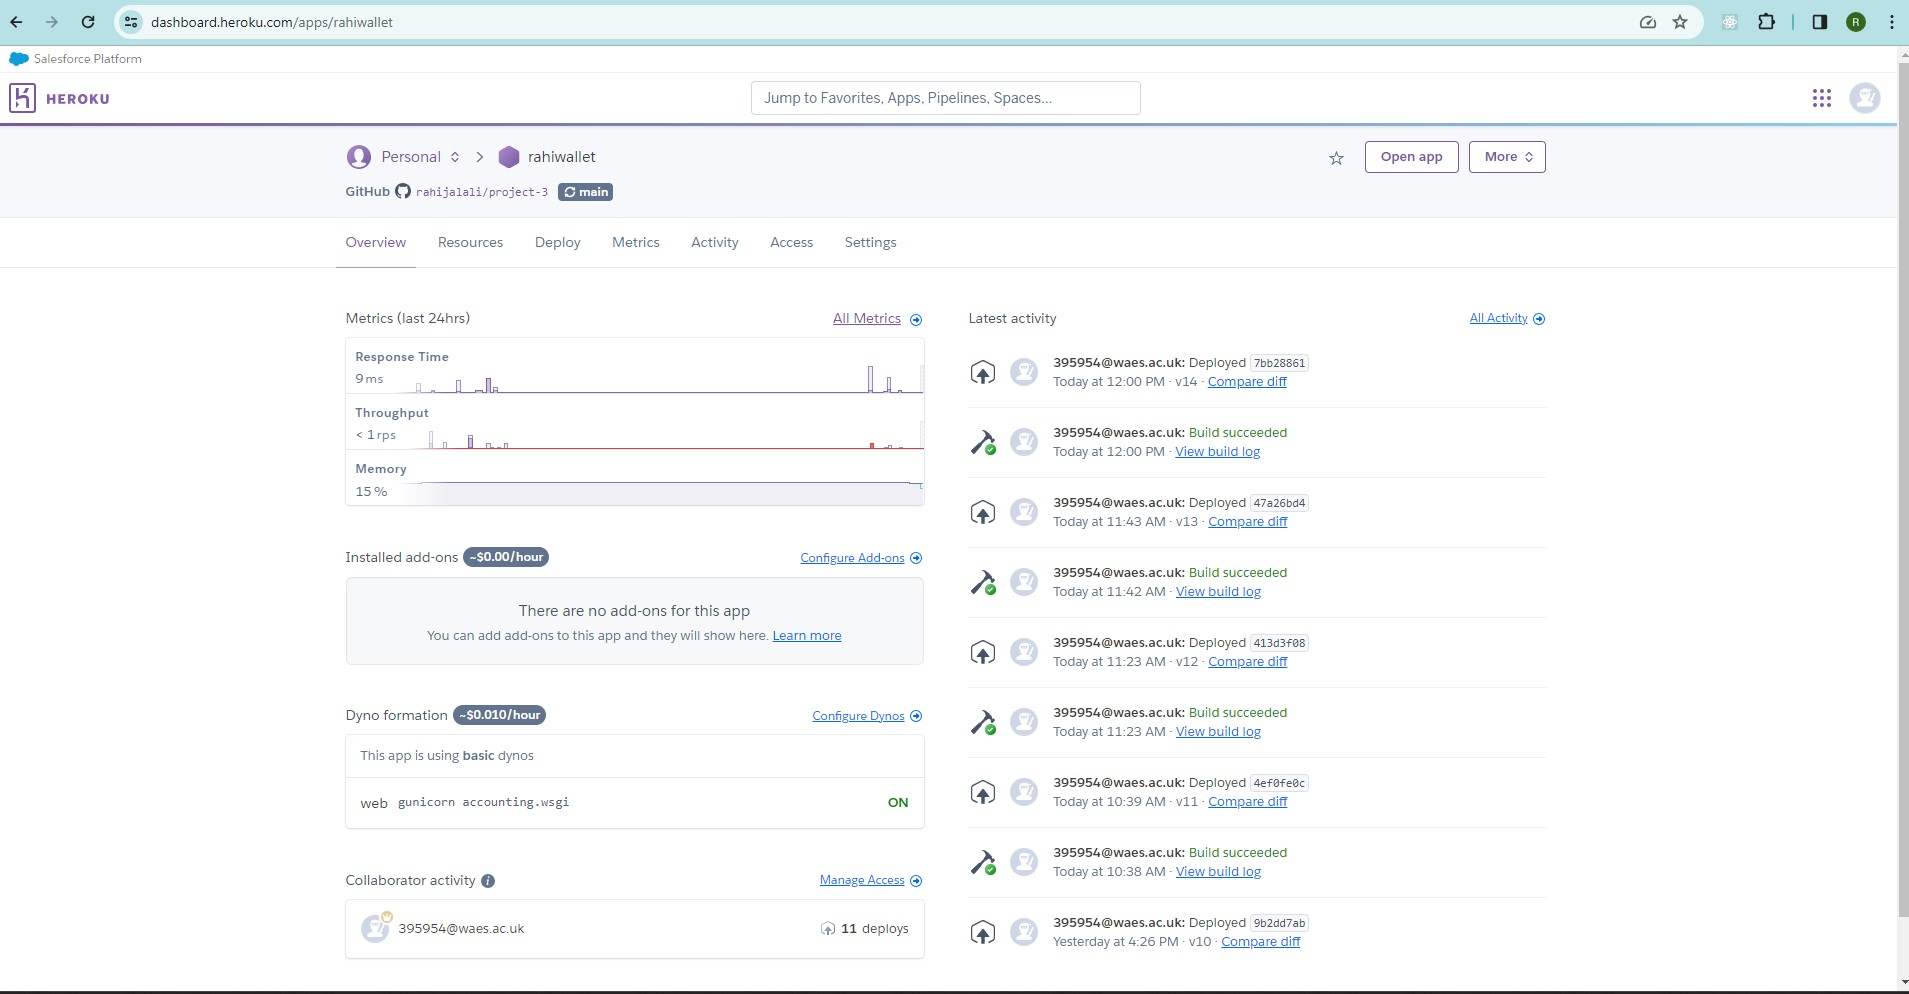 dashboard.heroku.com/apps/rahiwallet
R
Salesforce Platform
HEROKU
Jump to Favorites, Apps, Pipelines, Spaces...
Personal
rahiwallet
Open app
More
GitHub rahijalali/project-3 main
Overview
Resources
Deploy
Metrics
Activity
Access
Settings
Metrics (last 24hrs)
All Metrics
Response Time
9 ms
Throughput
< 1 rps
Memory
15 %
Installed add-ons ~$0.00/hour
Configure Add-ons
There are no add-ons for this app
You can add add-ons to this app and they will show here. Learn more
Dyno formation ~$0.010/hour
Configure Dynos
This app is using basic dynos
web gunicorn accounting.wsgi
ON
Collaborator activity
Manage Access
395954@waes.ac.uk
11 deploys
Latest activity
All Activity
395954@waes.ac.uk: Deployed 7bb28861
Today at 12:00 PM · v14 · Compare diff
395954@waes.ac.uk: Build succeeded
Today at 12:00 PM · View build log
395954@waes.ac.uk: Deployed 47a26bd4
Today at 11:43 AM · v13 · Compare diff
395954@waes.ac.uk: Build succeeded
Today at 11:42 AM · View build log
395954@waes.ac.uk: Deployed 413d3f08
Today at 11:23 AM · v12 · Compare diff
395954@waes.ac.uk: Build succeeded
Today at 11:23 AM · View build log
395954@waes.ac.uk: Deployed 4ef0fe0c
Today at 10:39 AM · v11 · Compare diff
395954@waes.ac.uk: Build succeeded
Today at 10:38 AM · View build log
395954@waes.ac.uk: Deployed 9b2dd7ab
Yesterday at 4:26 PM · v10 · Compare diff